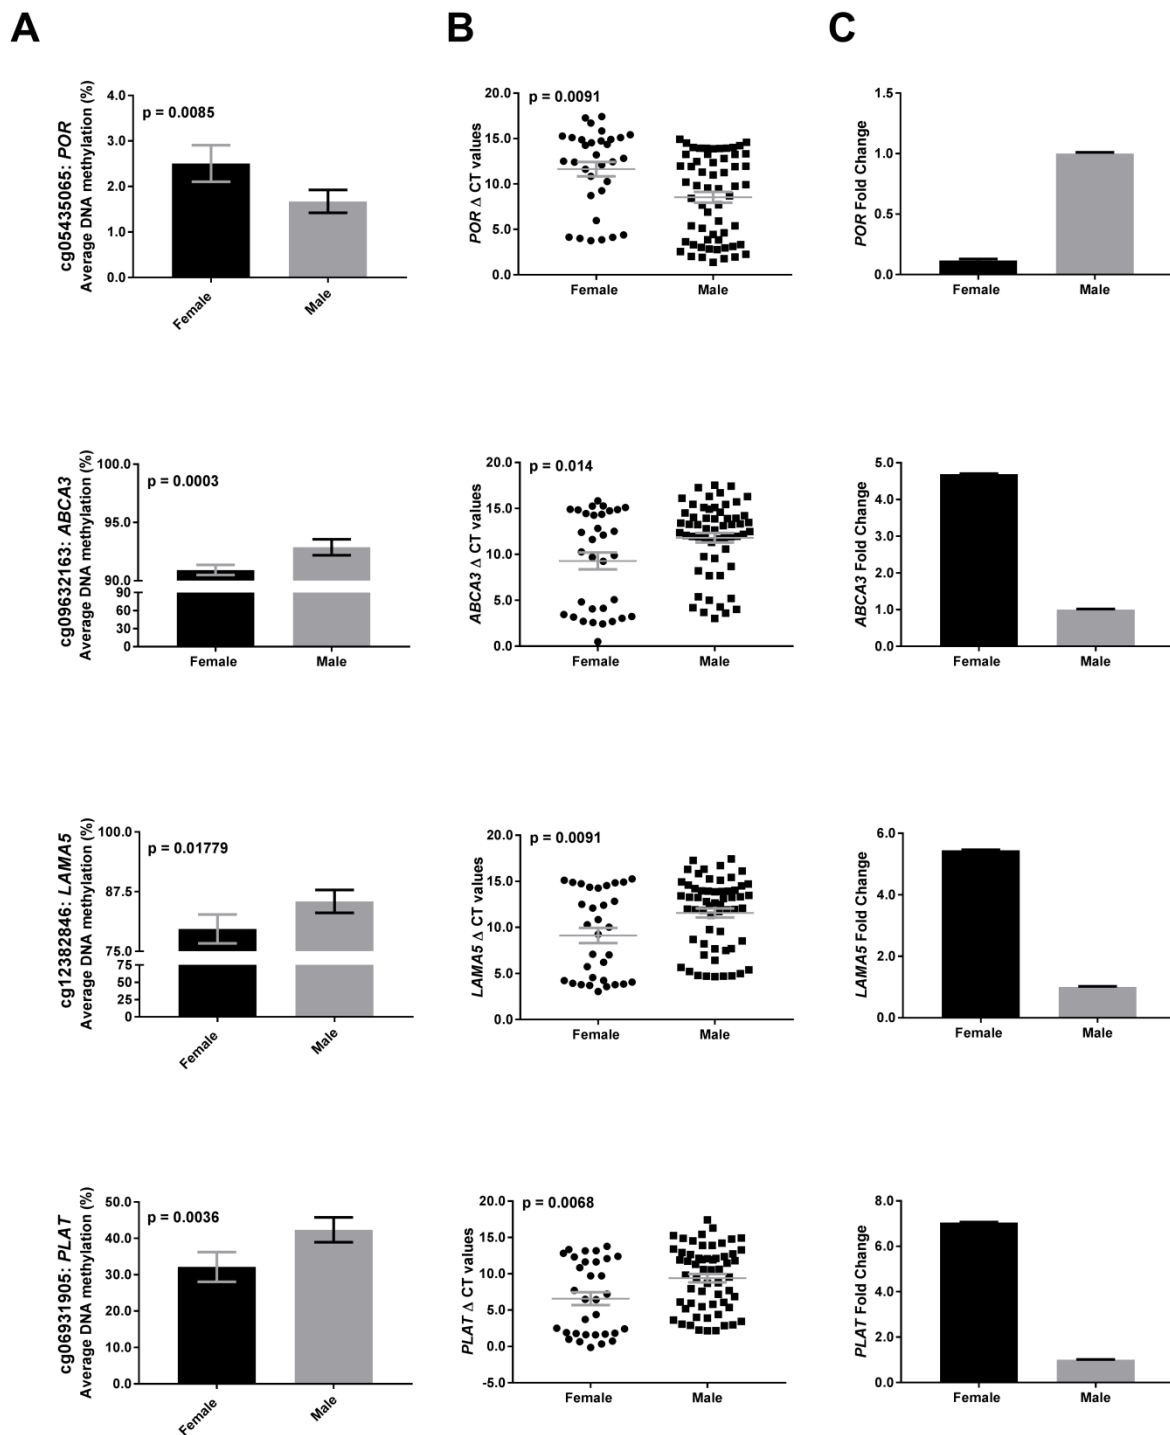 A
B
C
cg05435065: POR
Average DNA methylation (%)
4.0
3.0
2.0
1.0
0.0
p = 0.0085
Female
Male
POR Δ CT values
20.0
15.0
10.0
5.0
0.0
p = 0.0091
Female
Male
POR Fold Change
1.5
1.0
0.5
0.0
Female
Male
cg09632163: ABCA3
Average DNA methylation (%)
100.0
95.0
90.0
90
60
30
0
p = 0.0003
Female
Male
ABCA3 Δ CT values
20.0
15.0
10.0
5.0
0.0
p = 0.014
Female
Male
ABCA3 Fold Change
5.0
4.0
3.0
2.0
1.0
0.0
Female
Male
cg12382846: LAMA5
Average DNA methylation (%)
100.0
87.5
75.0
75
50
25
0
p = 0.01779
Female
Male
LAMA5 Δ CT values
20.0
15.0
10.0
5.0
0.0
p = 0.0091
Female
Male
LAMA5 Fold Change
6.0
4.0
2.0
0.0
Female
Male
cg06931905: PLAT
Average DNA methylation (%)
50.0
40.0
30.0
20.0
10.0
0.0
p = 0.0036
Female
Male
PLAT Δ CT values
20.0
15.0
10.0
5.0
0.0
-5.0
p = 0.0068
Female
Male
PLAT Fold Change
8.0
6.0
4.0
2.0
0.0
Female
Male